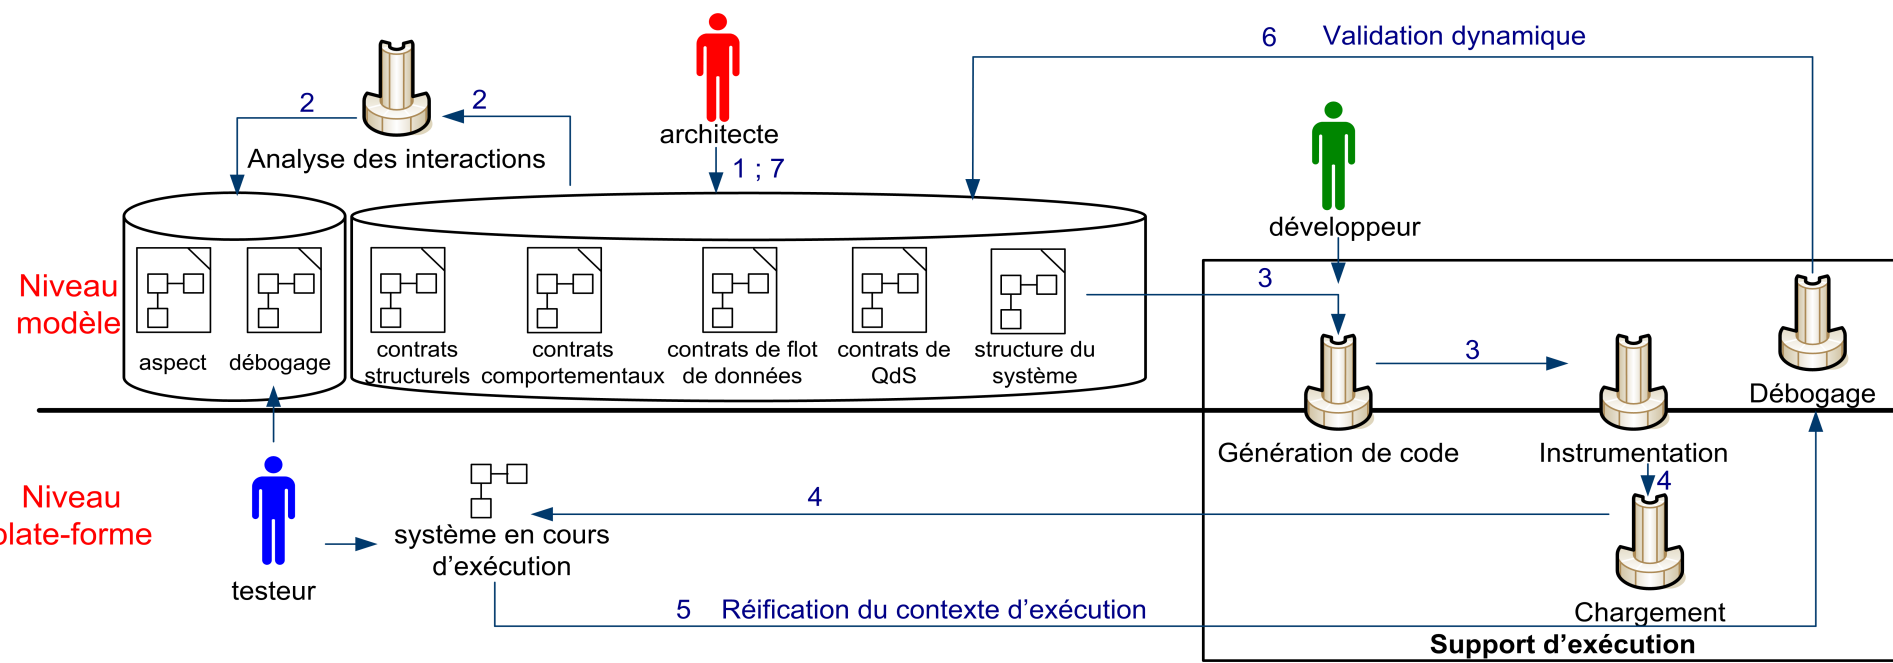 6 Validation dynamique
2
2
architecte
Analyse des interactions
1 ; 7
développeur
Niveau
modèle
3
3
aspect
débogage
contrats
structurels
contrats
comportementaux
contrats de flot
de données
contrats de
QdS
structure du
système
Débogage
Génération de code
Instrumentation
4
Niveau
plate-forme
4
système en cours
d'exécution
testeur
5 Réification du contexte d'exécution
Chargement
Support d'exécution